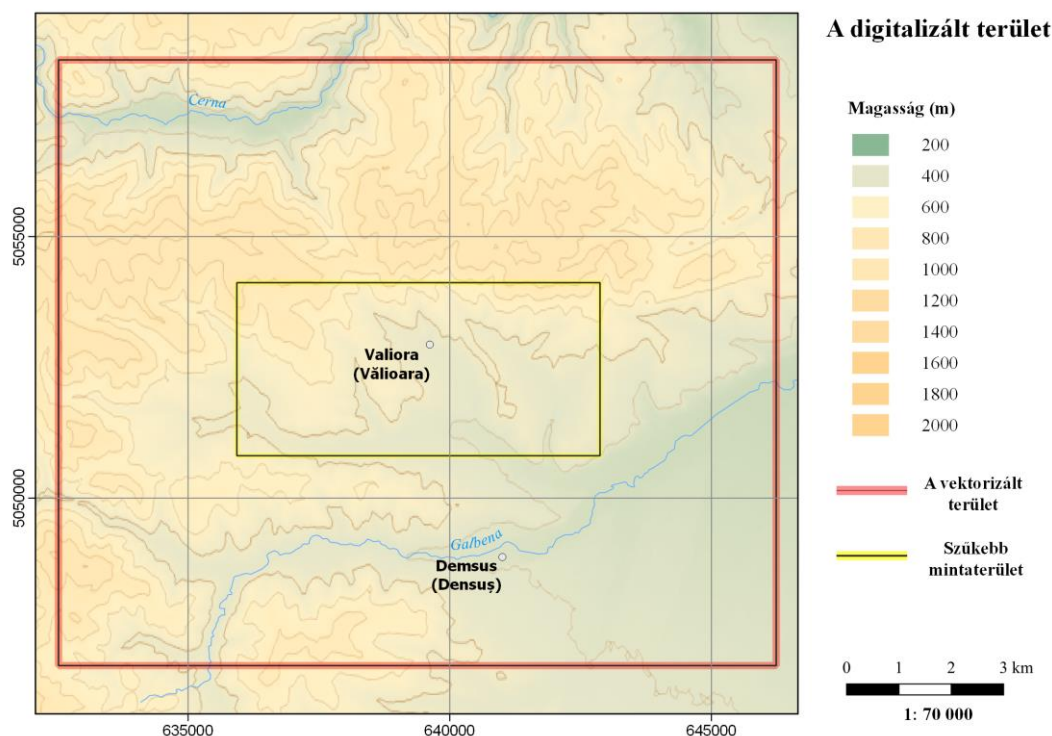 A digitalizált terület
Magasság (m)
200
400
600
800
1000
1200
1400
1600
1800
2000
A vektorizált
terület
Szűkebb
mintaterület
0 1 2 3 km
1: 70 000
Cerna
Valiora
(Vălioara)
Galbena
Demsus
(Densuș)
5055000
5050000
635000 640000 645000